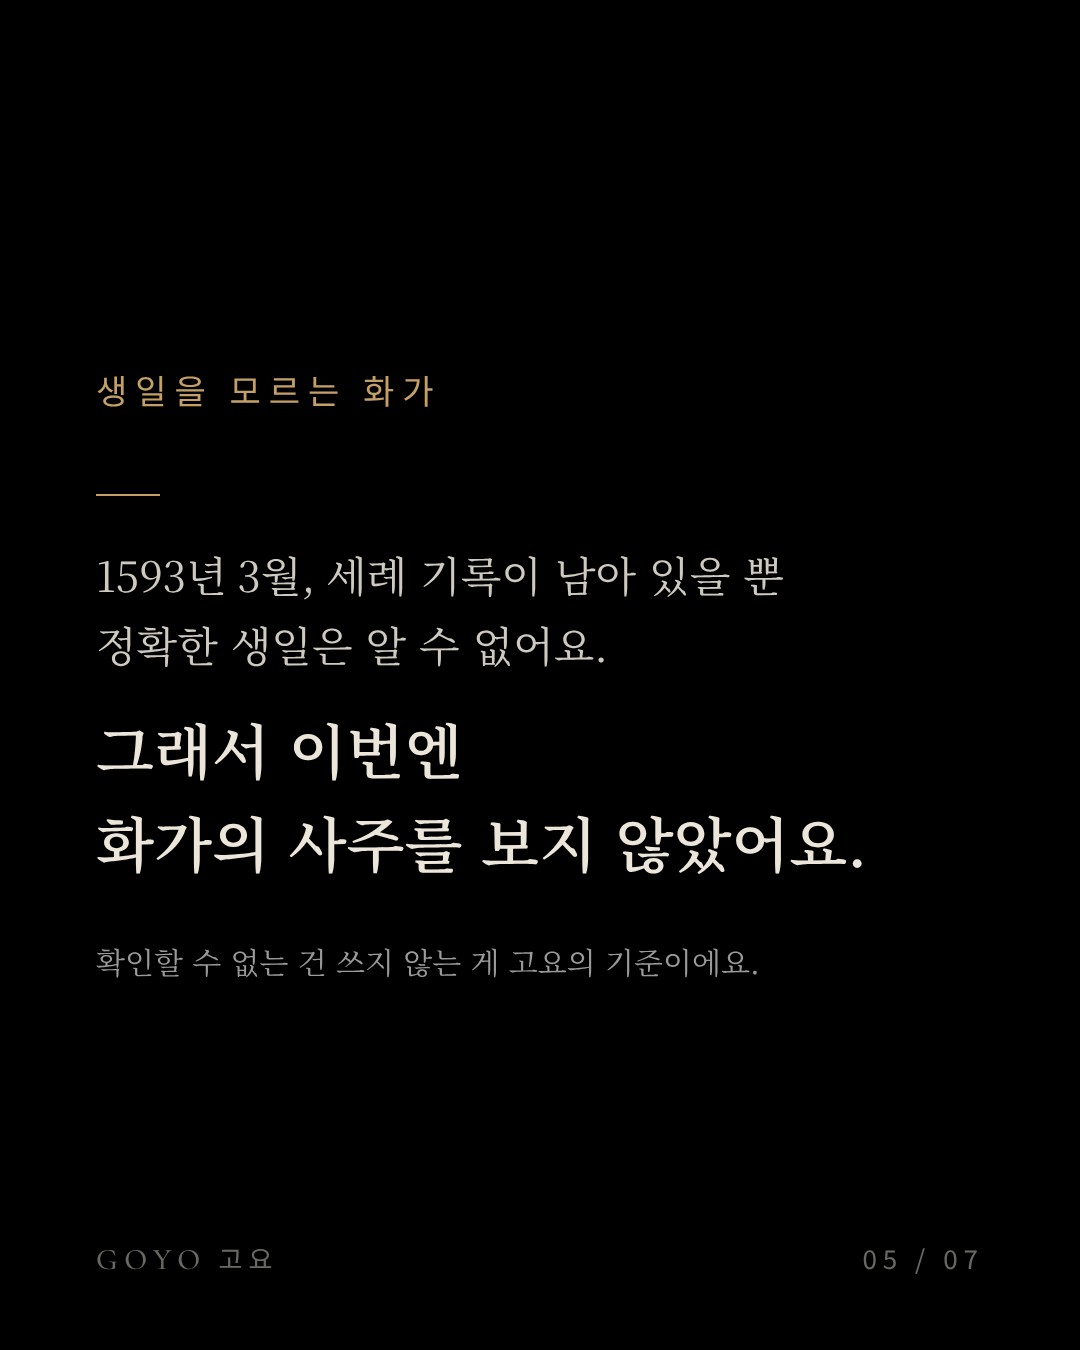 생일을 모르는 화가
1593년 3월, 세례 기록이 남아 있을 뿐
정확한 생일은 알 수 없어요.
그래서 이번엔
화가의 사주를 보지 않았어요.
확인할 수 없는 건 쓰지 않는 게 고요의 기준이에요.
GOYO 고요
05 / 07